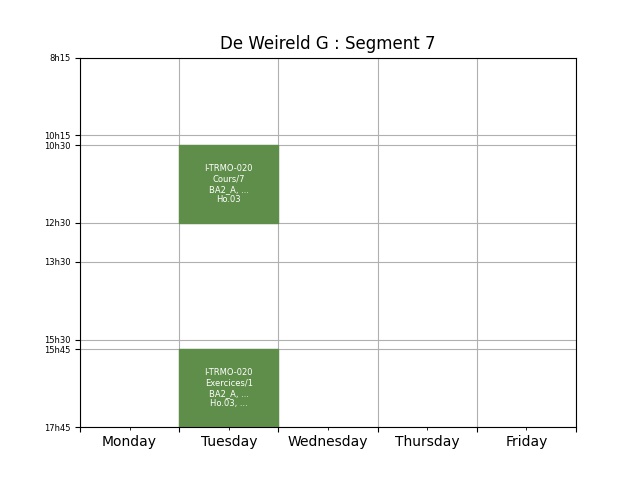 De Weireld G : Segment 7
8h15
10h15
10h30
I-TRMO-020
Cours/7
BA2_A, ...
Ho.03
12h30
13h30
15h30
15h45
I-TRMO-020
Exercices/1
BA2_A, ...
Ho.03, ...
17h45
Monday Tuesday Wednesday Thursday Friday